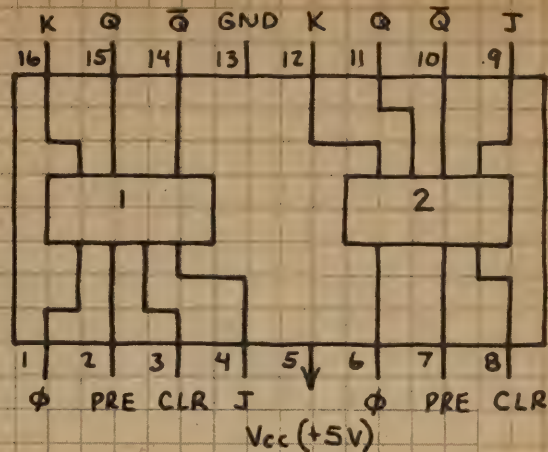 K Q Q̅ GND K Q Q̅ J
16 15 14 13 12 11 10 9
1 2
1 2 3 4 5 6 7 8
ϕ PRE CLR J ϕ PRE CLR
Vcc (+5V)